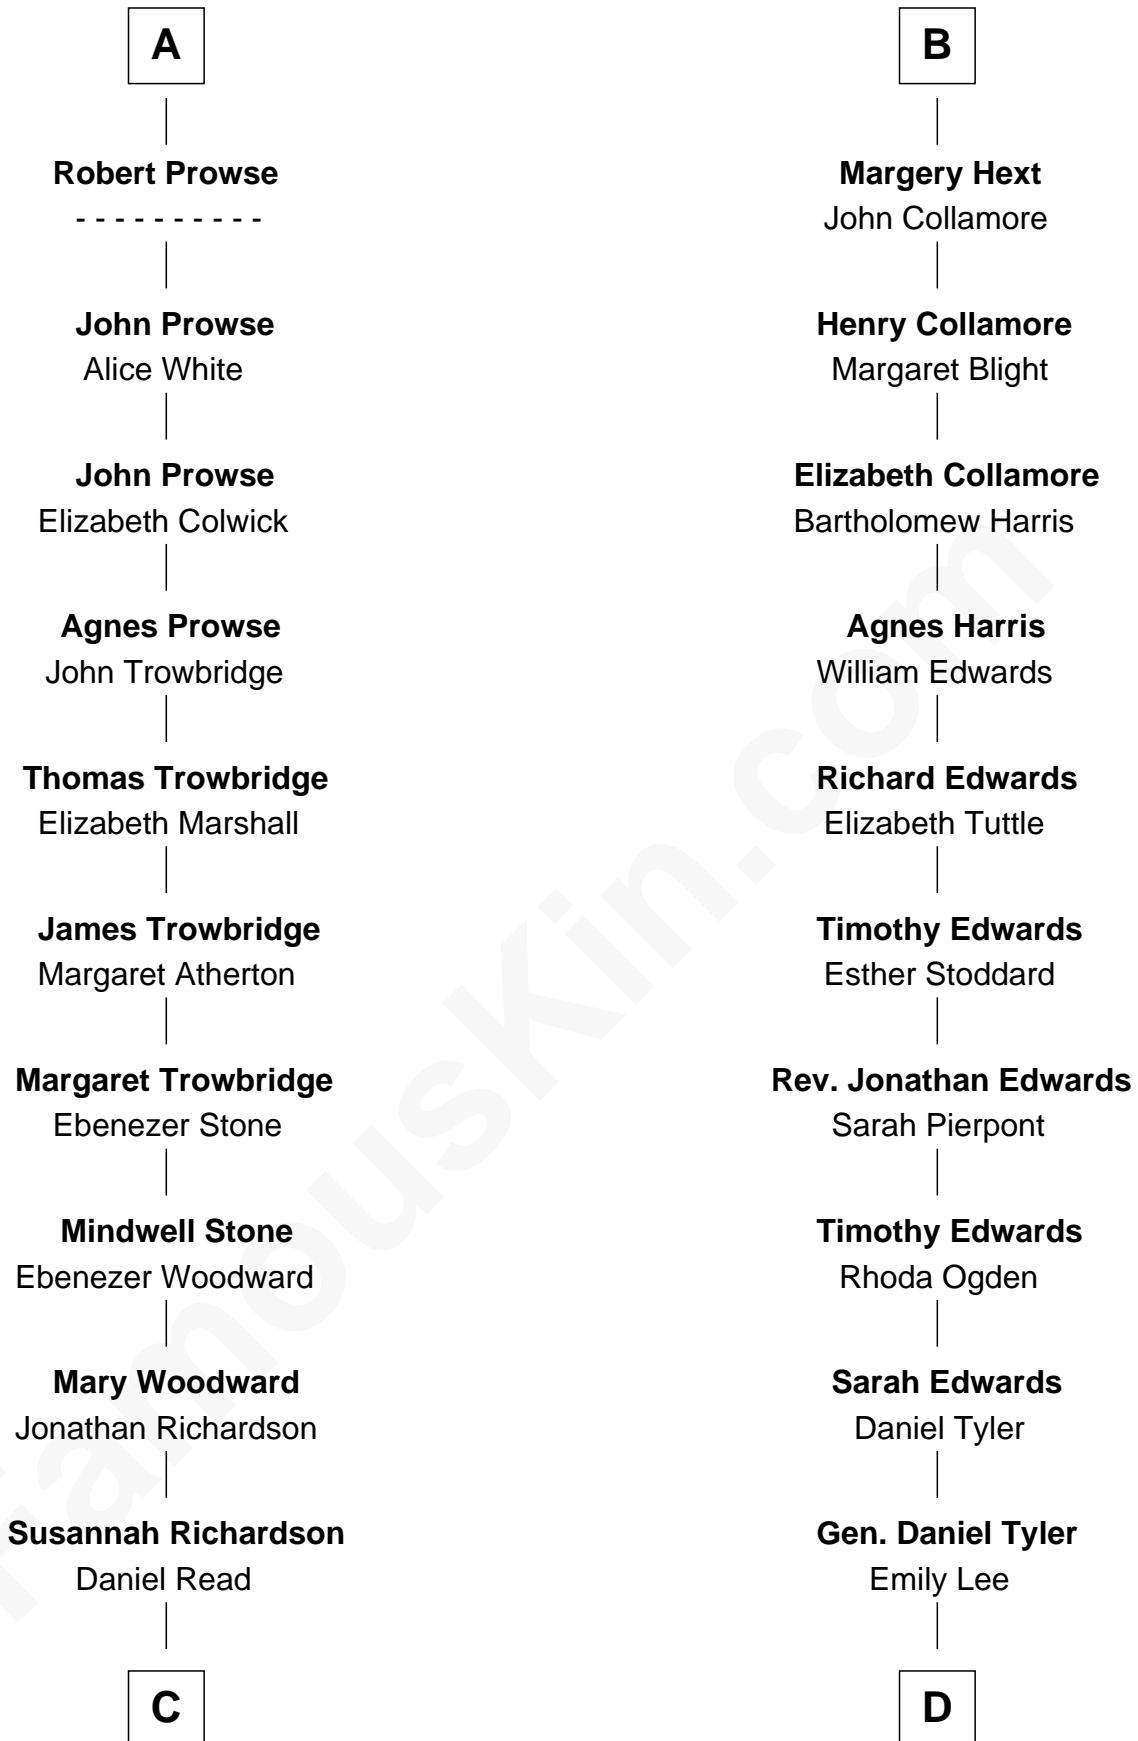 A
Robert Prowse
- - - - - - - - - -
John Prowse
Alice White
John Prowse
Elizabeth Colwick
Agnes Prowse
John Trowbridge
Thomas Trowbridge
Elizabeth Marshall
James Trowbridge
Margaret Atherton
Margaret Trowbridge
Ebenezer Stone
Mindwell Stone
Ebenezer Woodward
Mary Woodward
Jonathan Richardson
Susannah Richardson
Daniel Read
C
B
Margery Hext
John Collamore
Henry Collamore
Margaret Blight
Elizabeth Collamore
Bartholomew Harris
Agnes Harris
William Edwards
Richard Edwards
Elizabeth Tuttle
Timothy Edwards
Esther Stoddard
Rev. Jonathan Edwards
Sarah Pierpont
Timothy Edwards
Rhoda Ogden
Sarah Edwards
Daniel Tyler
Gen. Daniel Tyler
Emily Lee
D
FamousKin.com